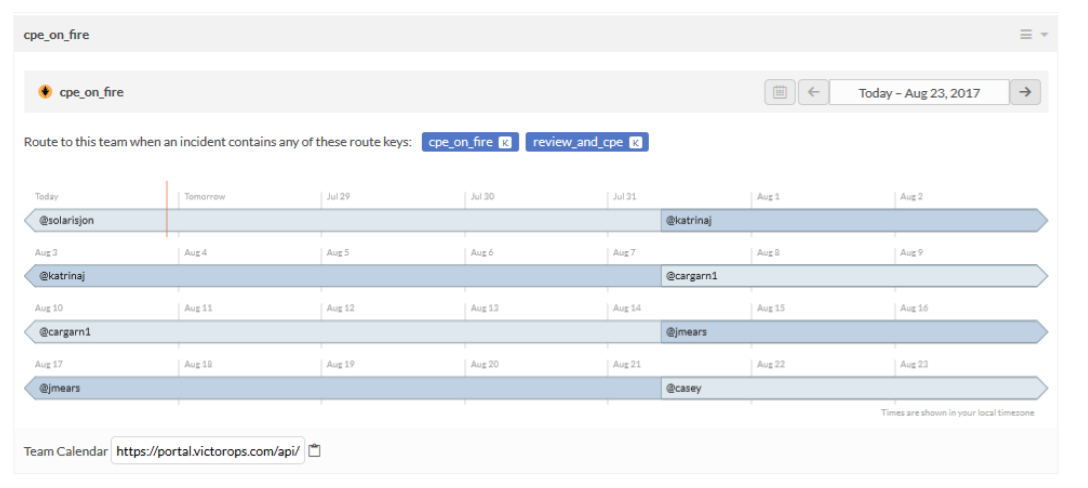 cpe_on_fire
cpe_on_fire
Today – Aug 23, 2017
Route to this team when an incident contains any of these route keys: cpe_on_fire K review_and_cpe K
Today Tomorrow Jul 29 Jul 30 Jul 31 Aug 1 Aug 2
@solarisjon @katrinaj
Aug 3 Aug 4 Aug 5 Aug 6 Aug 7 Aug 8 Aug 9
@katrinaj @cargarn1
Aug 10 Aug 11 Aug 12 Aug 13 Aug 14 Aug 15 Aug 16
@cargarn1 @jmears
Aug 17 Aug 18 Aug 19 Aug 20 Aug 21 Aug 22 Aug 23
@jmears @casey
Times are shown in your local timezone
Team Calendar https://portal.victorops.com/api/